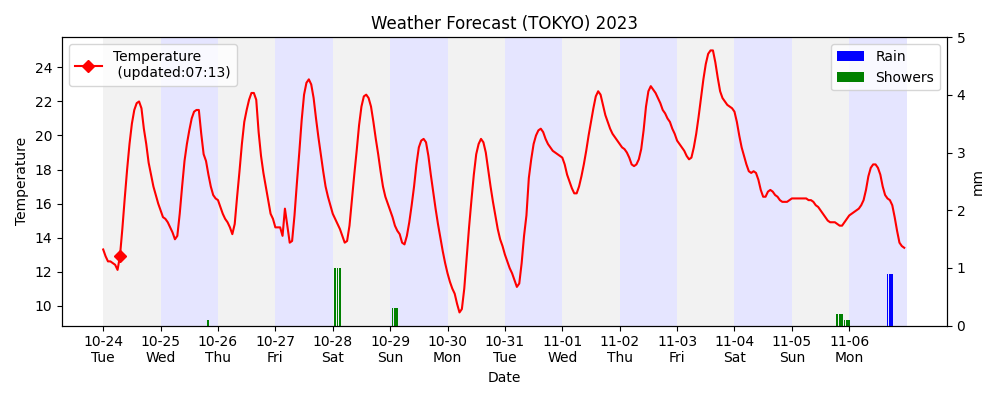 Weather Forecast (TOKYO) 2023
Temperature
(updated:07:13)
Rain
Showers
Temperature
24
22
20
18
16
14
12
10
5
4
3
2
1
0
mm
10-24 10-25 10-26 10-27 10-28 10-29 10-30 10-31 11-01 11-02 11-03 11-04 11-05 11-06
Tue Wed Thu Fri Sat Sun Mon Tue Wed Thu Fri Sat Sun Mon
Date